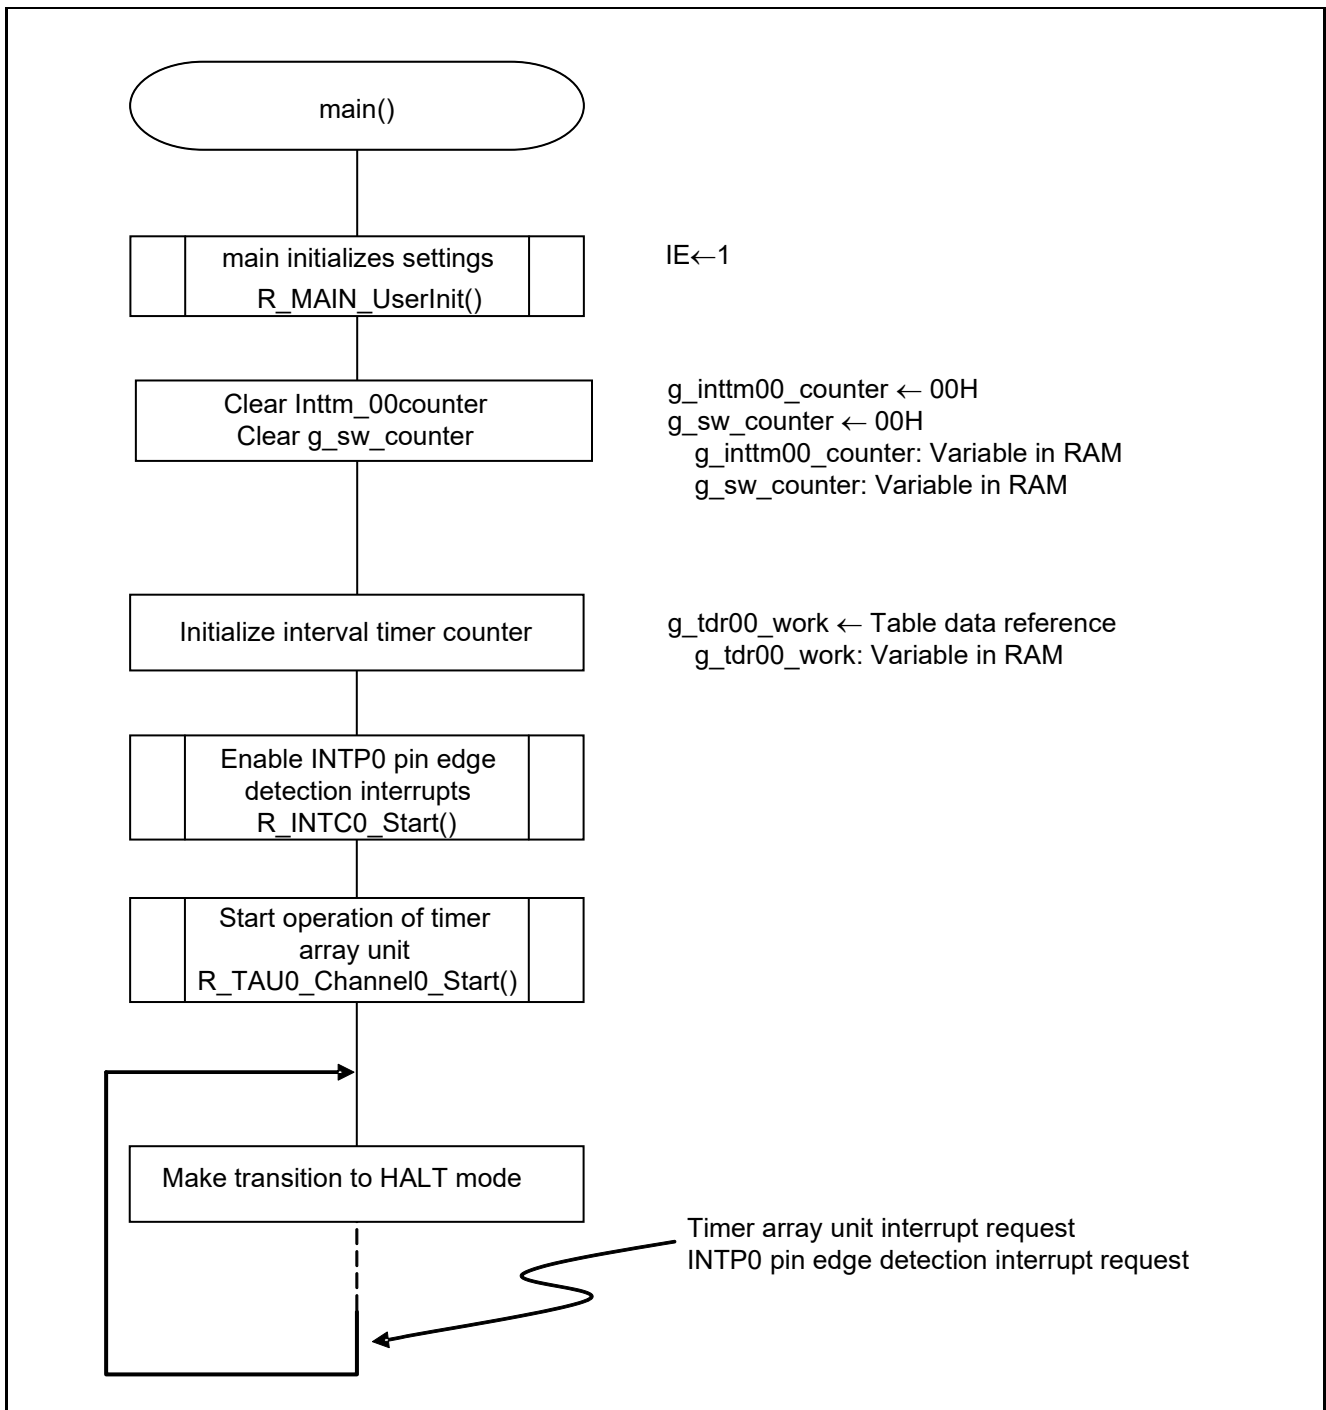 main()
main initializes settings
R_MAIN_UserInit()
IE←1
Clear Inttm_00counter
Clear g_sw_counter
g_inttm00_counter ← 00H
g_sw_counter ← 00H
g_inttm00_counter: Variable in RAM
g_sw_counter: Variable in RAM
Initialize interval timer counter
g_tdr00_work ← Table data reference
g_tdr00_work: Variable in RAM
Enable INTP0 pin edge
detection interrupts
R_INTC0_Start()
Start operation of timer
array unit
R_TAU0_Channel0_Start()
Make transition to HALT mode
Timer array unit interrupt request
INTP0 pin edge detection interrupt request